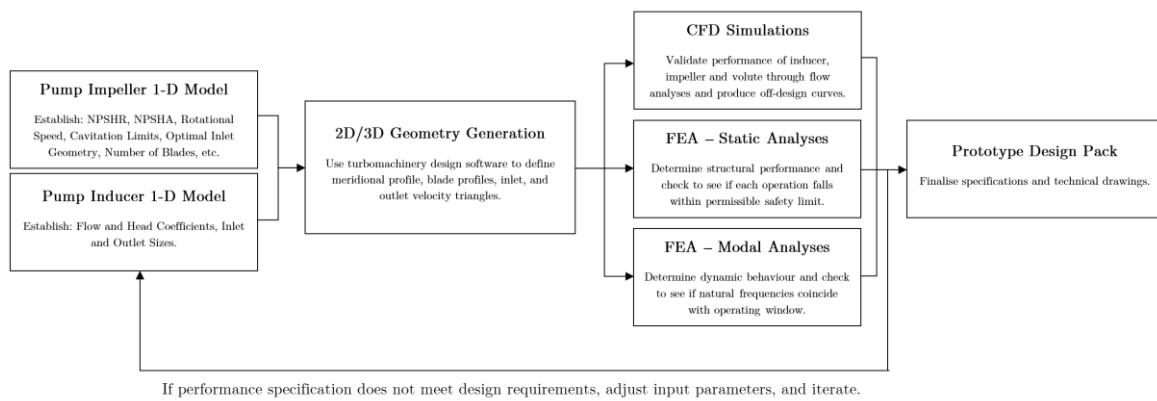 Pump Impeller 1-D Model
Establish: NPSHR, NPSHA, Rotational
Speed, Cavitation Limits, Optimal Inlet
Geometry, Number of Blades, etc.
Pump Inducer 1-D Model
Establish: Flow and Head Coefficients, Inlet
and Outlet Sizes.
2D/3D Geometry Generation
Use turbomachinery design software to define
meridional profile, blade profiles, inlet, and
outlet velocity triangles.
CFD Simulations
Validate performance of inducer,
impeller and volute through flow
analyses and produce off-design curves.
FEA – Static Analyses
Determine structural performance and
check to see if each operation falls
within permissible safety limit.
FEA – Modal Analyses
Determine dynamic behaviour and check
to see if natural frequencies coincide
with operating window.
Prototype Design Pack
Finalise specifications and technical drawings.
If performance specification does not meet design requirements, adjust input parameters, and iterate.